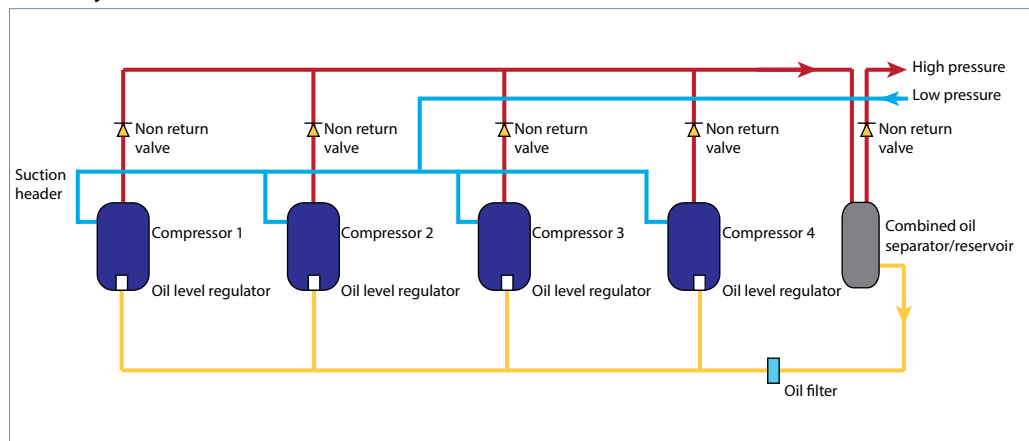 High pressure
Low pressure
Non return
valve
Non return
valve
Non return
valve
Non return
valve
Non return
valve
Suction
header
Compressor 1
Compressor 2
Compressor 3
Compressor 4
Combined oil
separator/reservoir
Oil level regulator
Oil level regulator
Oil level regulator
Oil level regulator
Oil filter